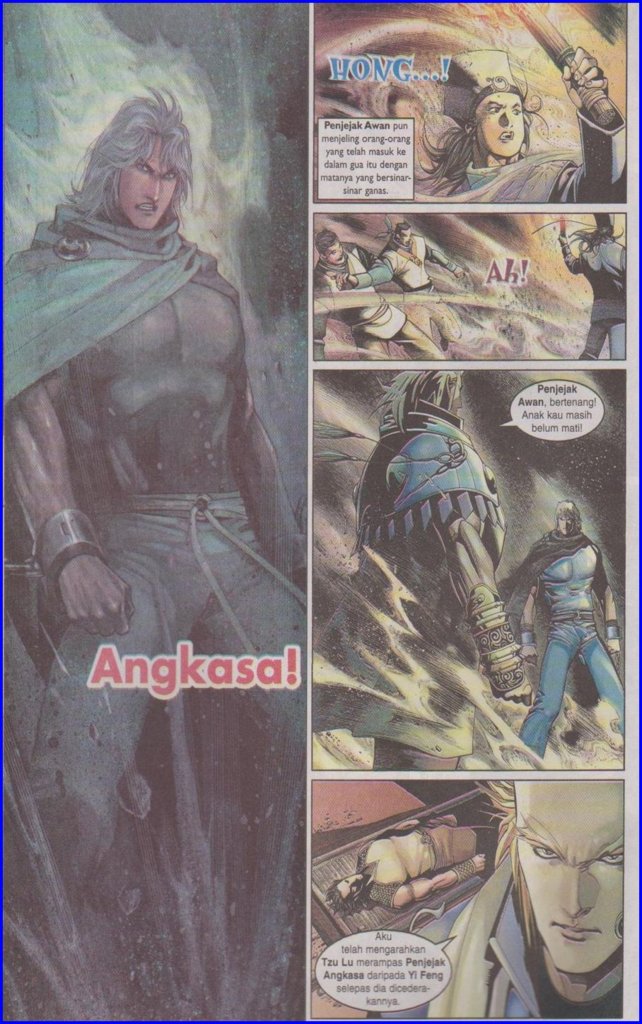 Angkasa!
HONG...!
Penjejak Awan pun
menjeling orang-orang
yang telah masuk ke
dalam gua itu dengan
matanya yang bersinar-
sinar ganas.
Ah!
Penjejak
Awan, bertenang!
Anak kau masih
belum mati!
Aku
telah mengarahkan
Tzu Lu merampas Penjejak
Angkasa daripada Yi Feng
selepas dia dicedera-
kannya.